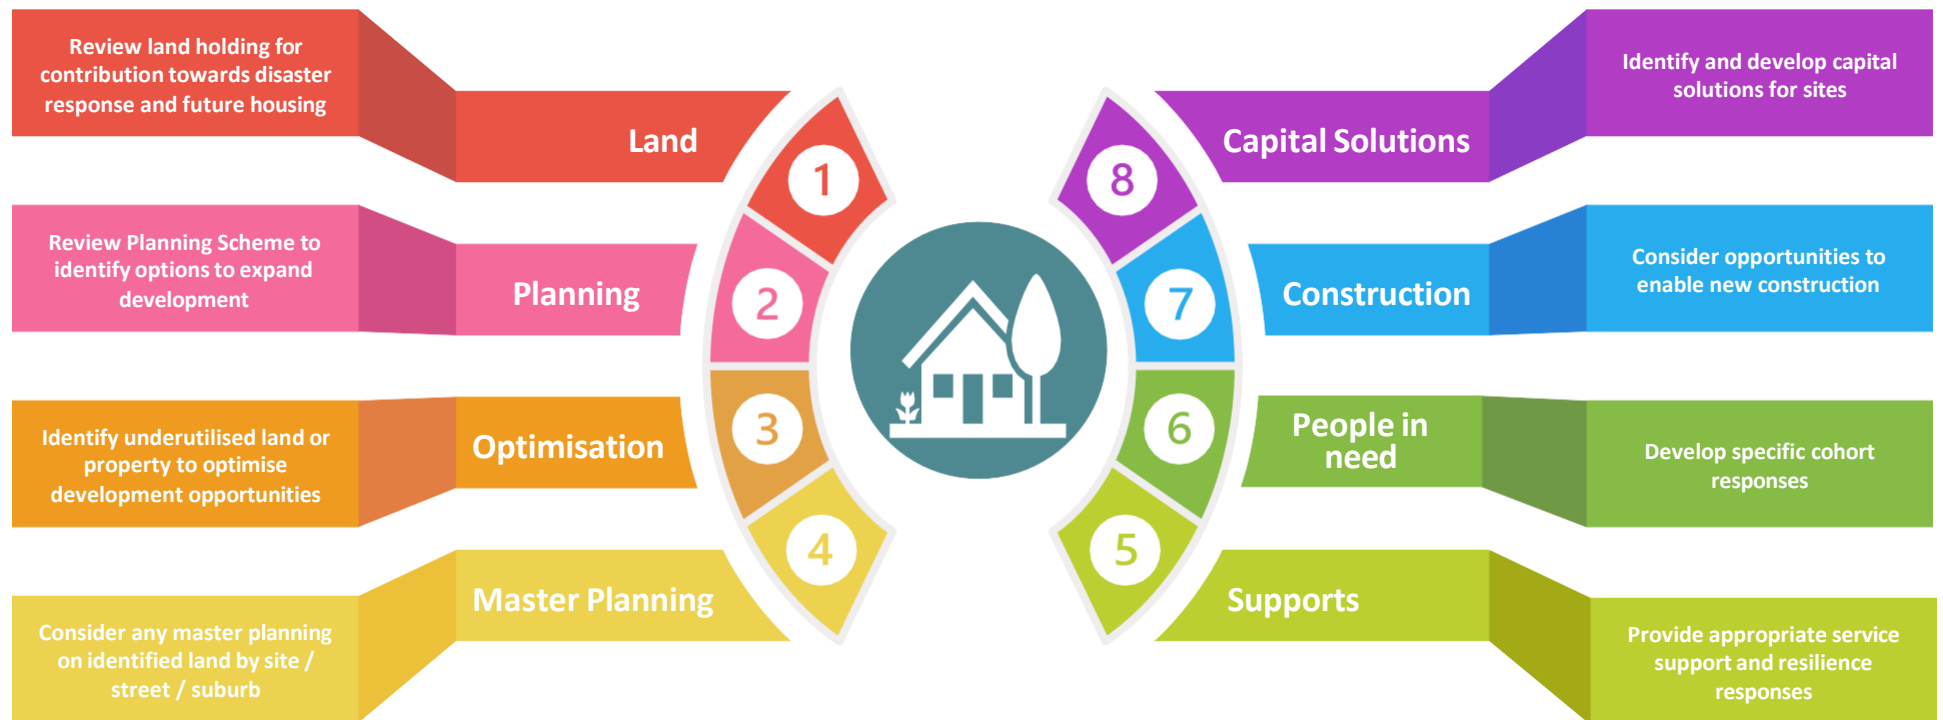 Review land holding for
contribution towards disaster
response and future housing
Land
1
Review Planning Scheme to
identify options to expand
development
Planning
2
Identify underutilised land or
property to optimise
development opportunities
Optimisation
3
Consider any master planning
on identified land by site /
street / suburb
Master Planning
4
8
Capital Solutions
Identify and develop capital
solutions for sites
7
Construction
Consider opportunities to
enable new construction
6
People in
need
Develop specific cohort
responses
5
Supports
Provide appropriate service
support and resilience
responses